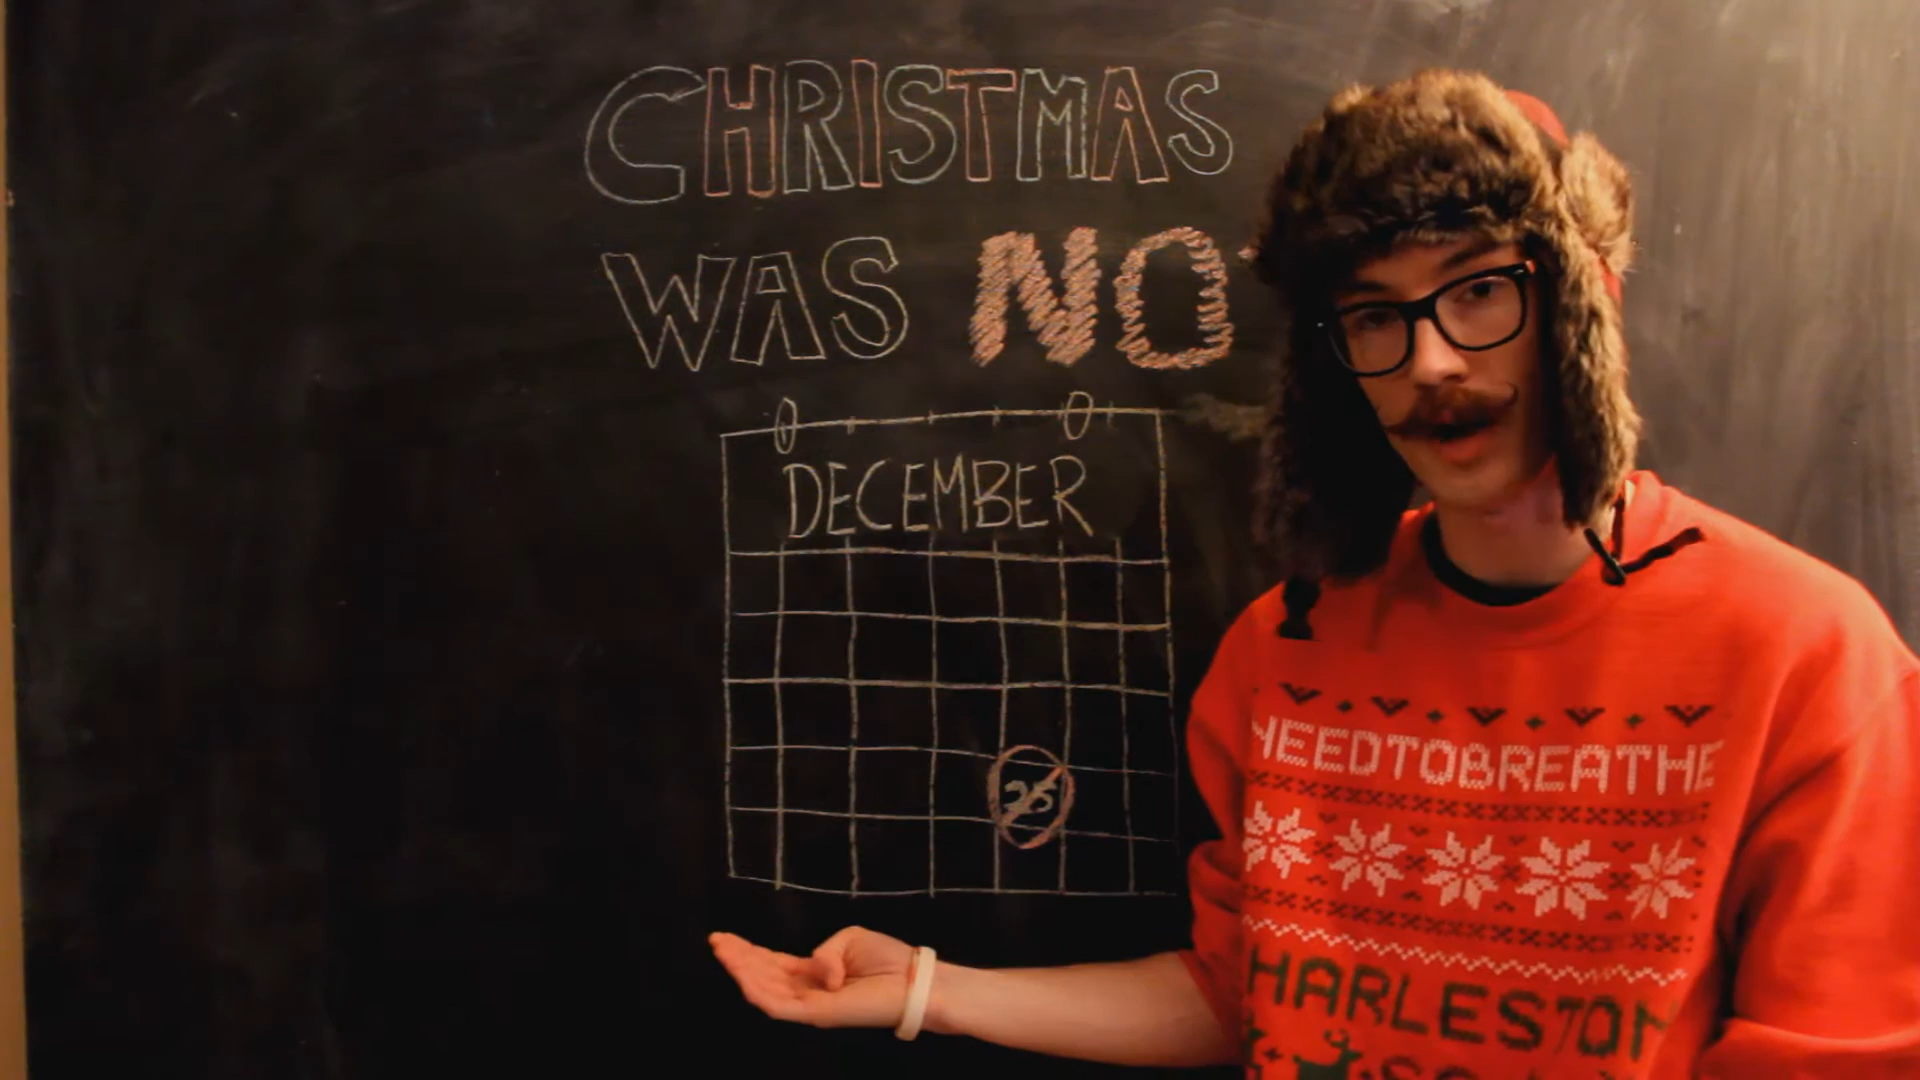 CHRISTMAS
WAS NO
DECEMBER
25
NEEDTOBREATHE
HARLESTON